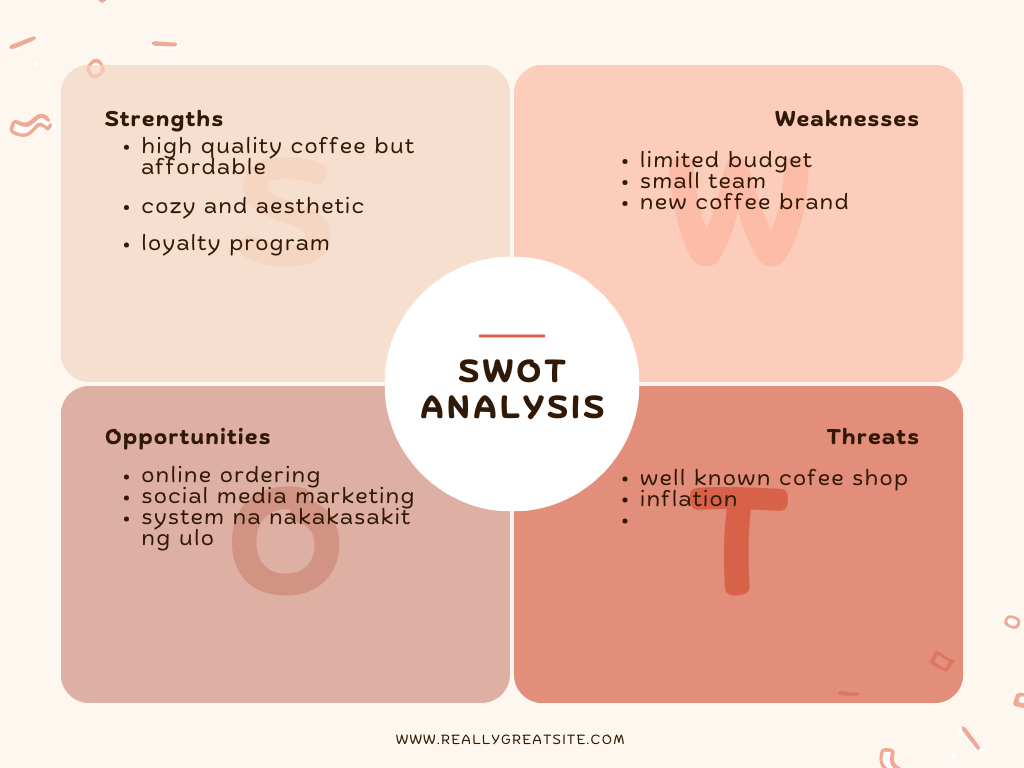 Strengths
• high quality coffee but
affordable
• cozy and aesthetic
• loyalty program
S
Weaknesses
• limited budget
• small team
• new coffee brand
W
SWOT
ANALYSIS
Opportunities
• online ordering
• social media marketing
• system na nakakasakit
ng ulo
O
Threats
• well known cofee shop
• inflation
•
T
WWW.REALLYGREATSITE.COM